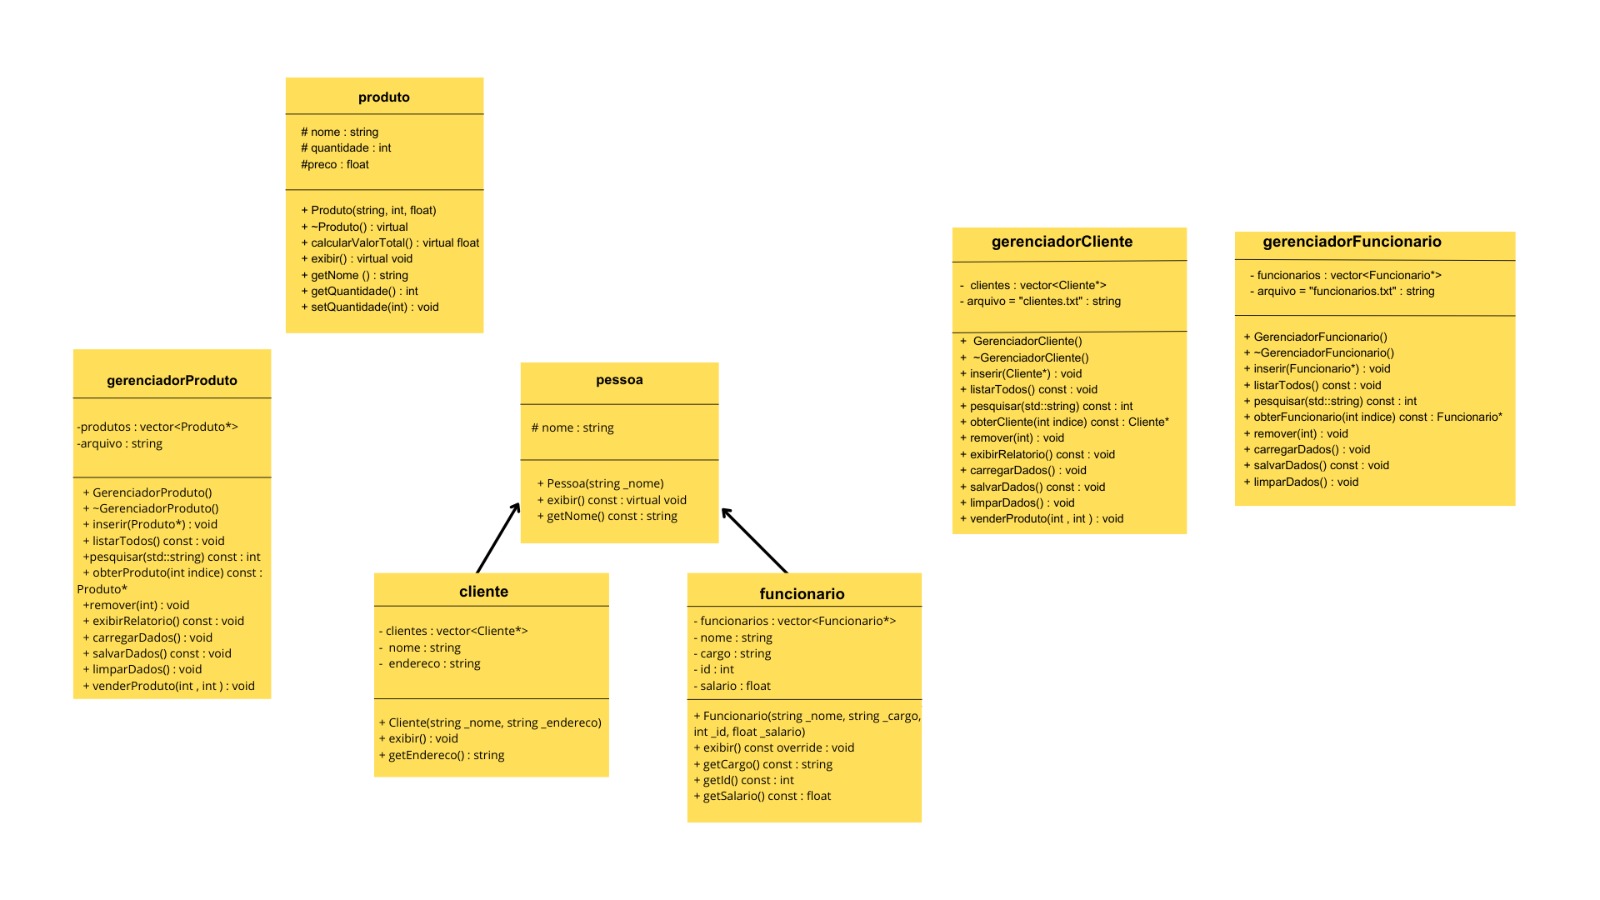 produto
# nome : string
# quantidade : int
#preco : float
+ Produto(string, int, float)
+ ~Produto() : virtual
+ calcularValorTotal() : virtual float
+ exibir() : virtual void
+ getNome () : string
+ getQuantidade() : int
+ setQuantidade(int) : void
gerenciadorProduto
-produtos : vector<Produto*>
-arquivo : string
+ GerenciadorProduto()
+ ~GerenciadorProduto()
+ inserir(Produto*) : void
+ listarTodos() const : void
+pesquisar(std::string) const : int
+ obterProduto(int indice) const :
Produto*
+remover(int) : void
+ exibirRelatorio() const : void
+ carregarDados() : void
+ salvarDados() const : void
+ limparDados() : void
+ venderProduto(int , int ) : void
pessoa
# nome : string
+ Pessoa(string _nome)
+ exibir() const : virtual void
+ getNome() const : string
cliente
- clientes : vector<Cliente*>
- nome : string
- endereco : string
+ Cliente(string _nome, string _endereco)
+ exibir() : void
+ getEndereco() : string
funcionario
- funcionarios : vector<Funcionario*>
- nome : string
- cargo : string
- id : int
- salario : float
+ Funcionario(string _nome, string _cargo,
int _id, float _salario)
+ exibir() const override : void
+ getCargo() const : string
+ getId() const : int
+ getSalario() const : float
gerenciadorCliente
- clientes : vector<Cliente*>
- arquivo = "clientes.txt" : string
+ GerenciadorCliente()
+ ~GerenciadorCliente()
+ inserir(Cliente*) : void
+ listarTodos() const : void
+ pesquisar(std::string) const : int
+ obterCliente(int indice) const : Cliente*
+ remover(int) : void
+ exibirRelatorio() const : void
+ carregarDados() : void
+ salvarDados() const : void
+ limparDados() : void
+ venderProduto(int , int ) : void
gerenciadorFuncionario
- funcionarios : vector<Funcionario*>
- arquivo = "funcionarios.txt" : string
+ GerenciadorFuncionario()
+ ~GerenciadorFuncionario()
+ inserir(Funcionario*) : void
+ listarTodos() const : void
+ pesquisar(std::string) const : int
+ obterFuncionario(int indice) const : Funcionario*
+ remover(int) : void
+ carregarDados() : void
+ salvarDados() const : void
+ limparDados() : void